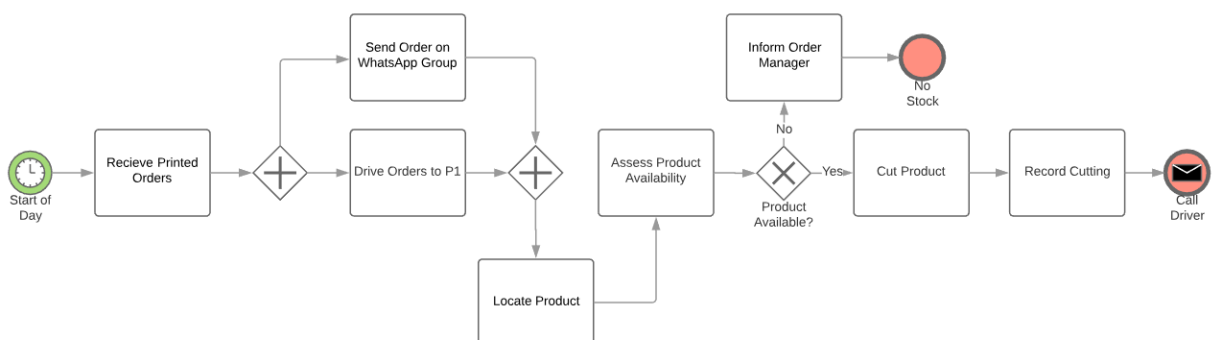 Start of
Day
Recieve Printed
Orders
Send Order on
WhatsApp Group
Drive Orders to P1
Locate Product
Assess Product
Availability
Product
Available?
No
Inform Order
Manager
No
Stock
Yes
Cut Product
Record Cutting
Call
Driver